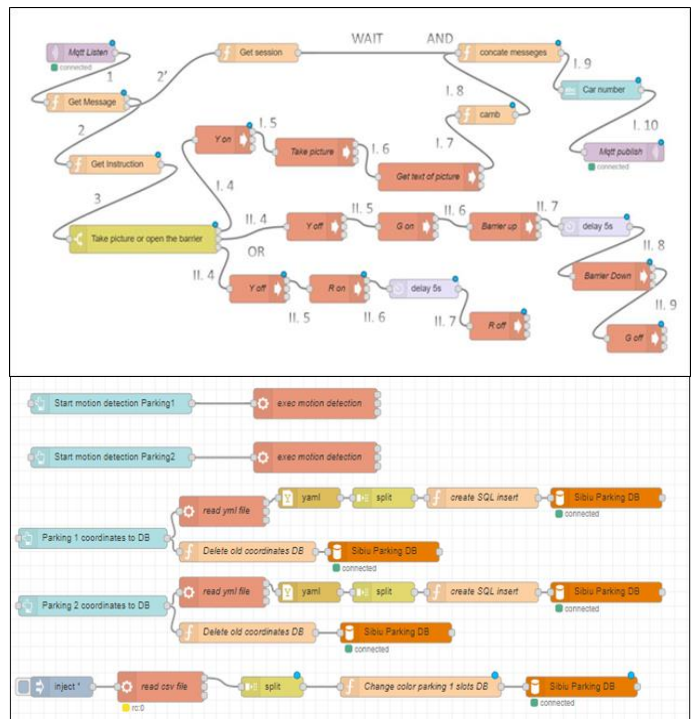 Mqtt Listen
connected
1
2'
Get Message
2
Get Instruction
3
Take picture or open the barrier
Get session
WAIT AND
concate messeges
I. 9
Car number
I. 10
Mqtt publish
connected
I. 8
camb
I. 7
Y on
I. 5
Take picture
I. 6
Get text of picture
I. 4
II. 4
OR
II. 4
Y off
II. 5
G on
II. 6
Barrier up
II. 7
delay 5s
II. 8
Barrier Down
II. 9
G off
Y off
II. 5
R on
II. 6
delay 5s
II. 7
R off
Start motion detection Parking1
exec motion detection
Start motion detection Parking2
exec motion detection
Parking 1 coordinates to DB
read yml file
yaml
split
create SQL insert
Sibiu Parking DB
connected
Delete old coordinates DB
Sibiu Parking DB
connected
Parking 2 coordinates to DB
read yml file
yaml
split
create SQL insert
Sibiu Parking DB
connected
Delete old coordinates DB
Sibiu Parking DB
connected
inject *
read csv file
rc:0
split
Change color parking 1 slots DB
Sibiu Parking DB
connected